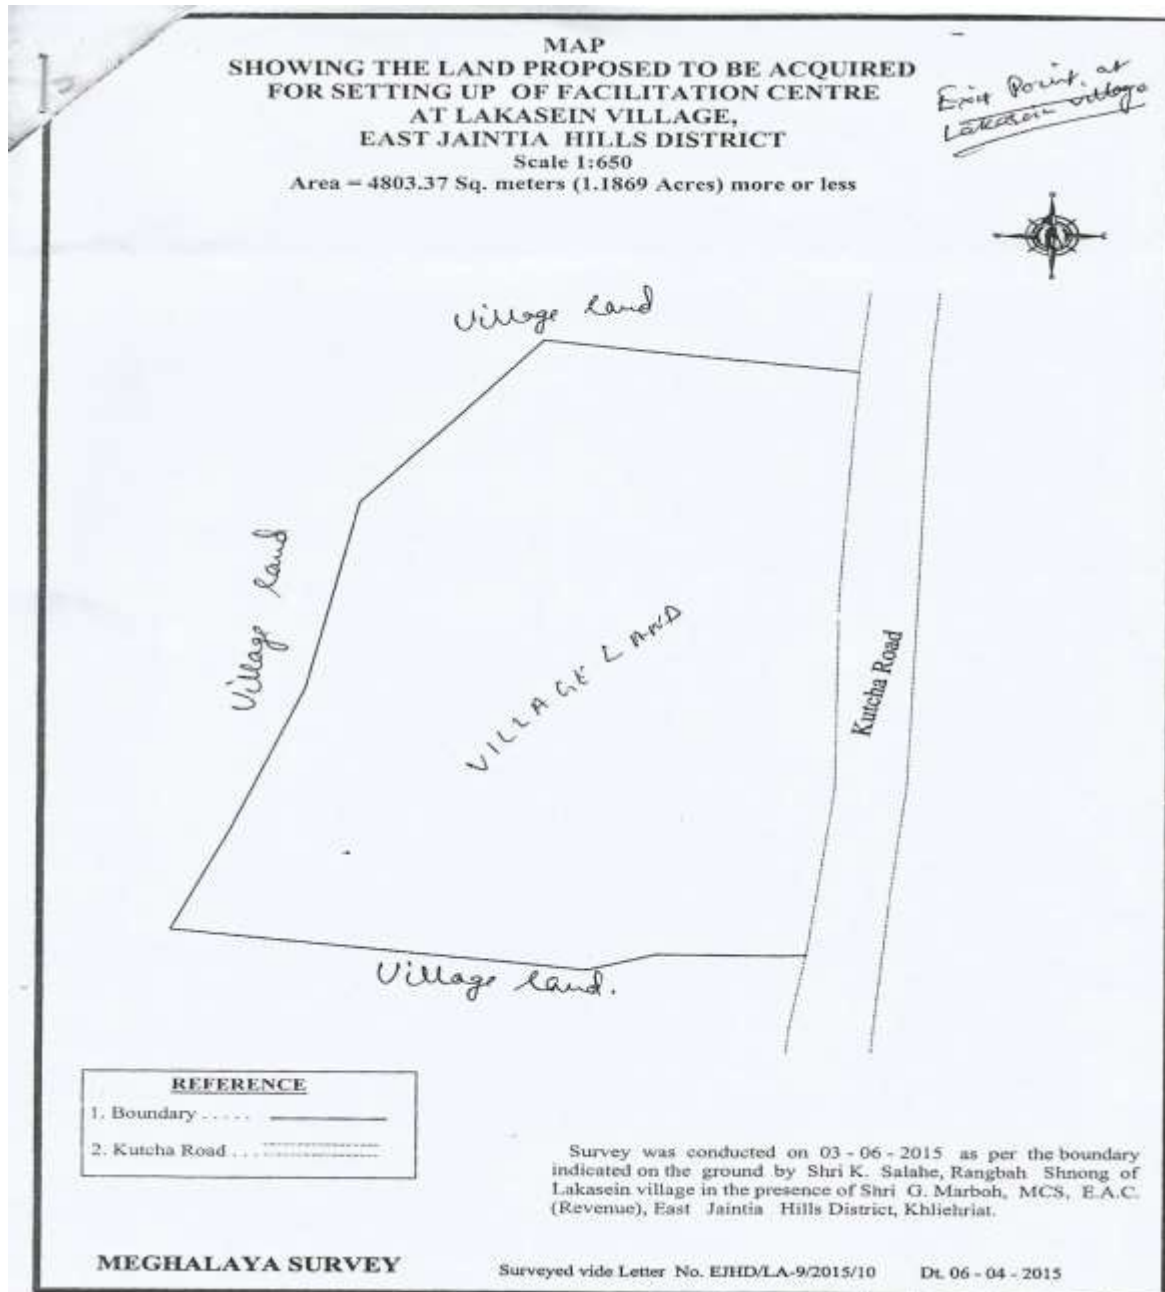 MAP
SHOWING THE LAND PROPOSED TO BE ACQUIRED
FOR SETTING UP OF FACILITATION CENTRE
AT LAKASEIN VILLAGE,
EAST JAINTIA HILLS DISTRICT
Scale 1:650
Area = 4803.37 Sq. meters (1.1869 Acres) more or less
Exit Point, at
Lakasein village
Village land
Village land
VILLAGE LAND
Kutcha Road
Village land.
REFERENCE
1. Boundary .....
2. Kutcha Road ...
Survey was conducted on 03 - 06 - 2015 as per the boundary
indicated on the ground by Shri K. Salahe, Rangbah Shnong of
Lakasein village in the presence of Shri G. Marboh, MCS, E.A.C.
(Revenue), East Jaintia Hills District, Khliehriat.
MEGHALAYA SURVEY
Surveyed vide Letter No. EJHD/LA-9/2015/10 Dt. 06 - 04 - 2015